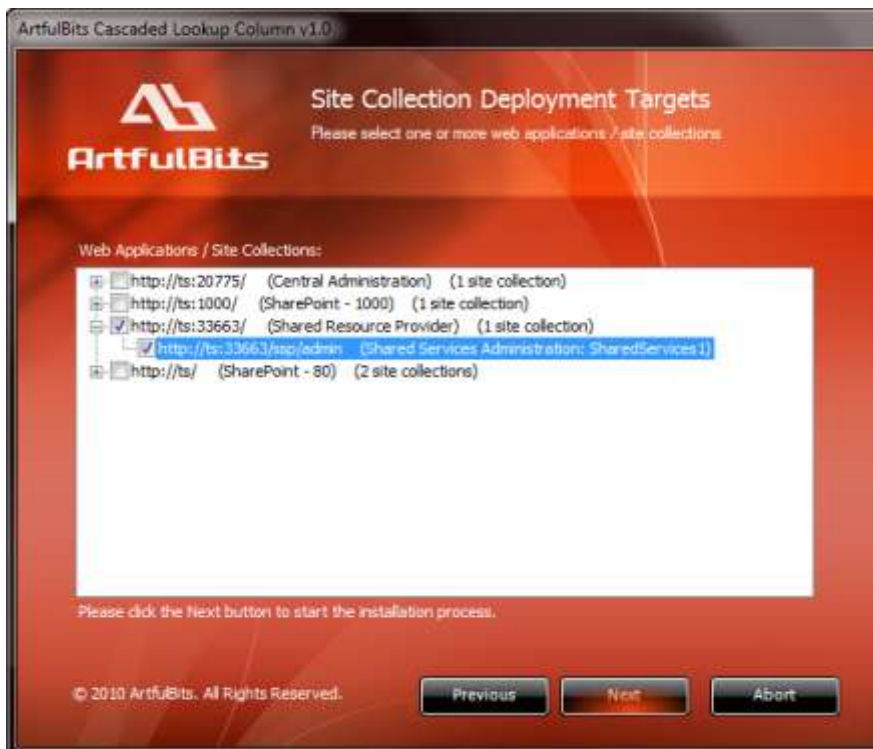 ArtfulBits Cascaded Lookup Column v1.0
ArtfulBits
Site Collection Deployment Targets
Please select one or more web applications / site collections
Web Applications / Site Collections:
http://ts:20775/ (Central Administration) (1 site collection)
http://ts:1000/ (SharePoint - 1000) (1 site collection)
http://ts:33663/ (Shared Resource Provider) (1 site collection)
http://ts:33663/ssp/admin (Shared Services Administration: SharedServices1)
http://ts/ (SharePoint - 80) (2 site collections)
Please click the Next button to start the installation process.
© 2010 ArtfulBits. All Rights Reserved.
Previous
Next
Abort